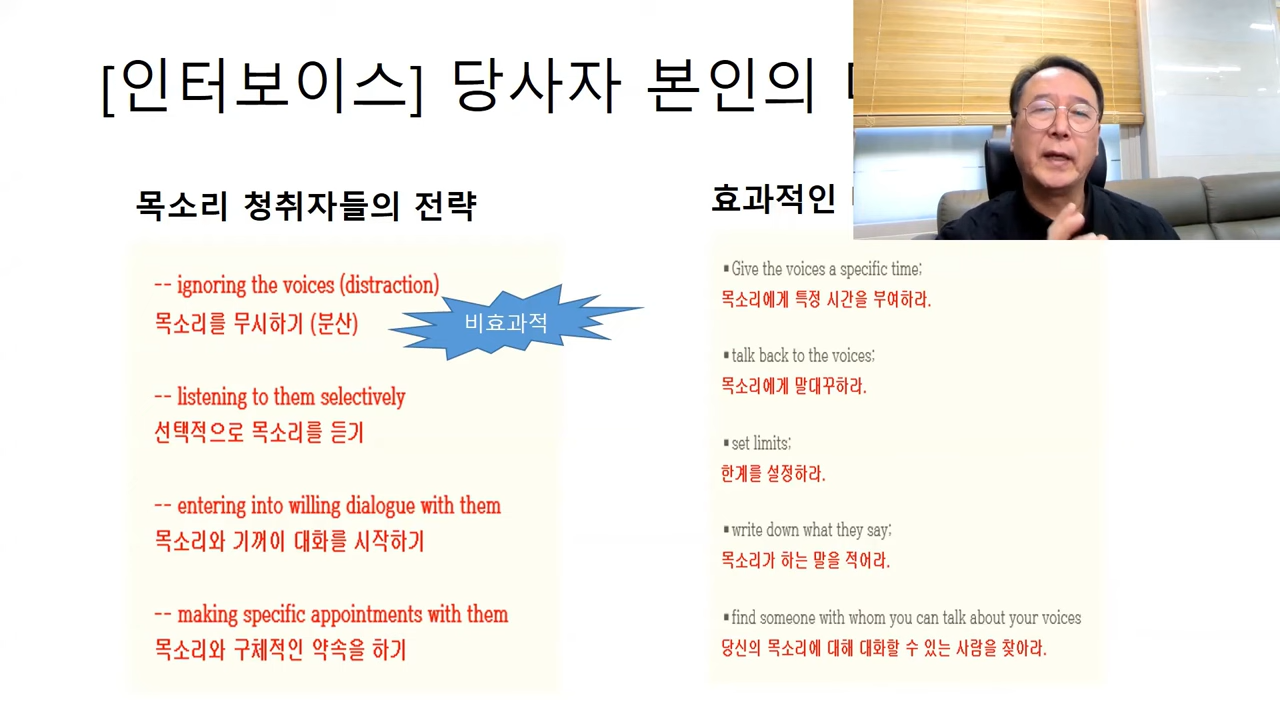 [인터보이스] 당사자 본인의
목소리 청취자들의 전략
-- ignoring the voices (distraction)
목소리를 무시하기 (분산)
비효과적
-- listening to them selectively
선택적으로 목소리를 듣기
-- entering into willing dialogue with them
목소리와 기꺼이 대화를 시작하기
-- making specific appointments with them
목소리와 구체적인 약속을 하기
효과적인
▪Give the voices a specific time;
목소리에게 특정 시간을 부여하라.
▪talk back to the voices;
목소리에게 말대꾸하라.
▪set limits;
한계를 설정하라.
▪write down what they say;
목소리가 하는 말을 적어라.
▪find someone with whom you can talk about your voices
당신의 목소리에 대해 대화할 수 있는 사람을 찾아라.